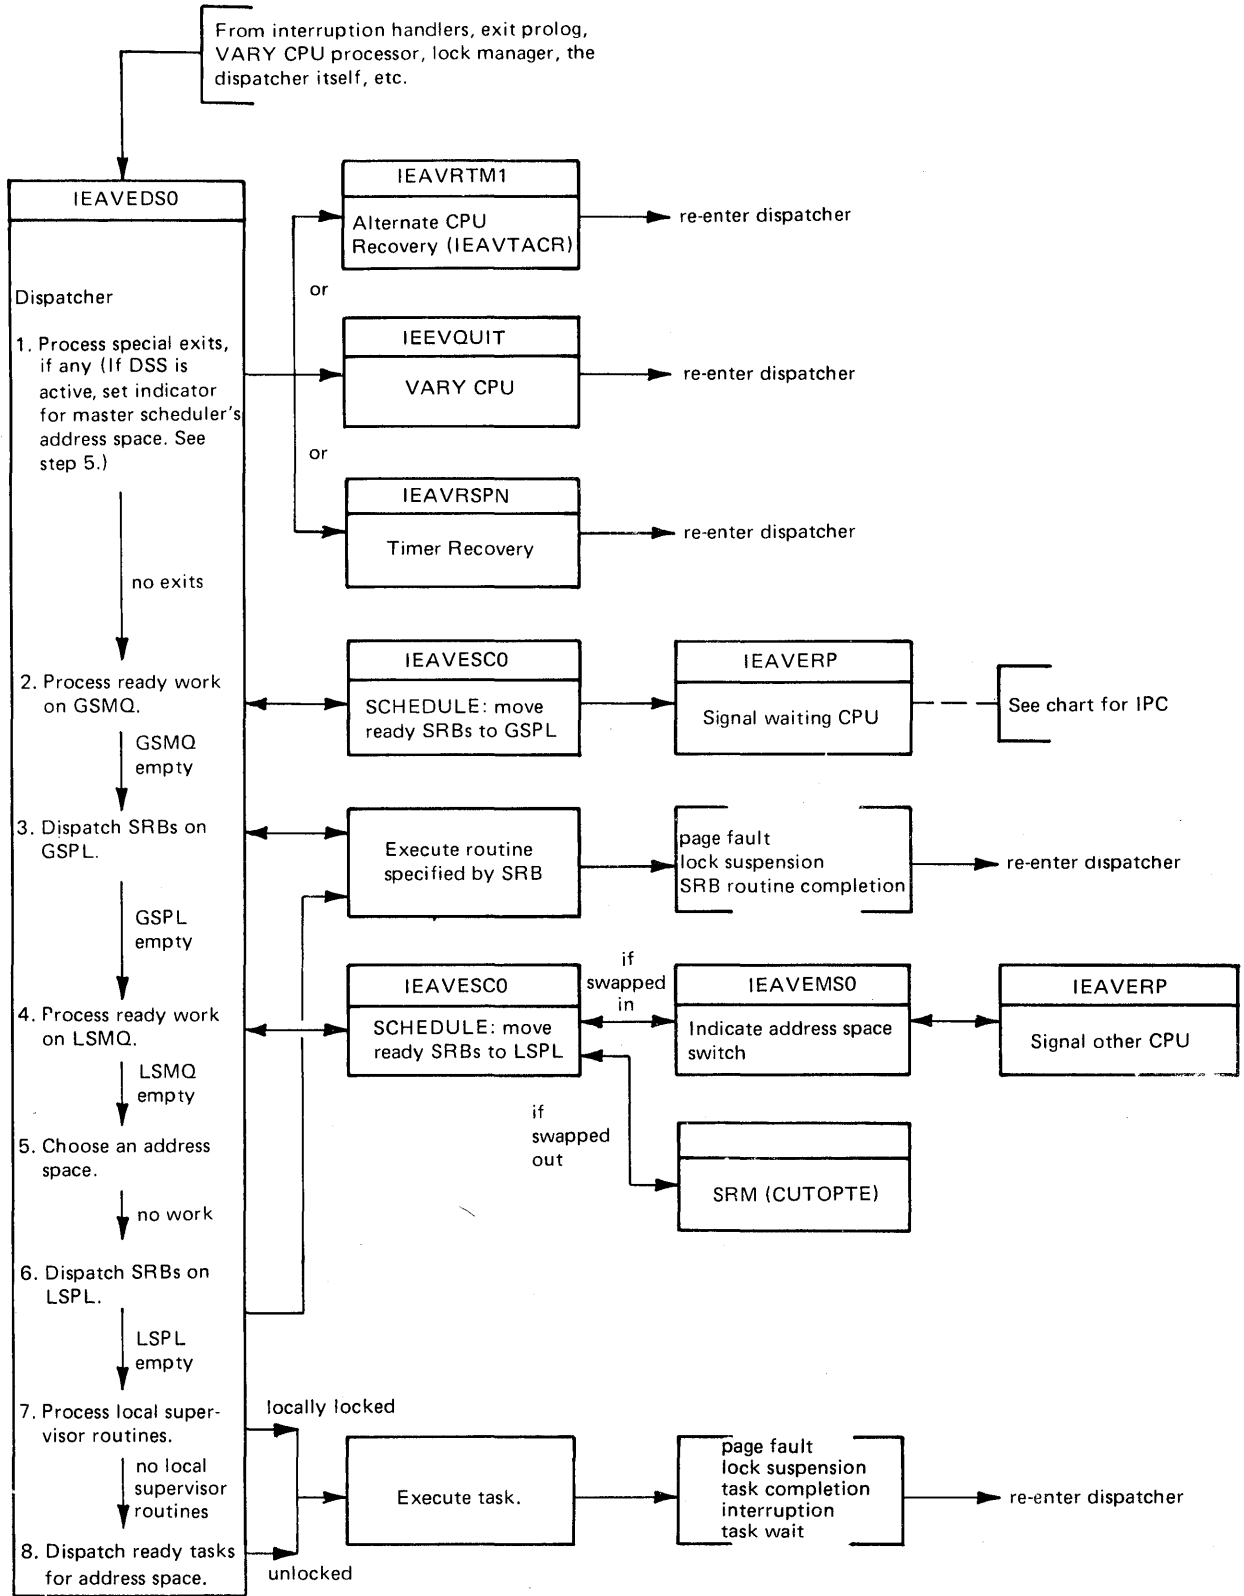 From interruption handlers, exit prolog,
VARY CPU processor, lock manager, the
dispatcher itself, etc.
IEAVEDS0
Dispatcher
1. Process special exits,
if any (If DSS is
active, set indicator
for master scheduler's
address space. See
step 5.)
no exits
2. Process ready work
on GSMQ.
GSMQ
empty
3. Dispatch SRBs on
GSPL.
GSPL
empty
4. Process ready work
on LSMQ.
LSMQ
empty
5. Choose an address
space.
no work
6. Dispatch SRBs on
LSPL.
LSPL
empty
7. Process local super-
visor routines.
no local
supervisor
routines
8. Dispatch ready tasks
for address space.
IEAVRTM1
Alternate CPU
Recovery (IEAVTACR)
re-enter dispatcher
or
IEEVQUIT
VARY CPU
re-enter dispatcher
or
IEAVRSPN
Timer Recovery
re-enter dispatcher
IEAVESC0
SCHEDULE: move
ready SRBs to GSPL
IEAVERP
Signal waiting CPU
See chart for IPC
Execute routine
specified by SRB
page fault
lock suspension
SRB routine completion
re-enter dispatcher
IEAVESC0
SCHEDULE: move
ready SRBs to LSPL
if
swapped
in
IEAVEMS0
Indicate address space
switch
IEAVERP
Signal other CPU
if
swapped
out
SRM (CUTOPTE)
locally locked
unlocked
Execute task.
page fault
lock suspension
task completion
interruption
task wait
re-enter dispatcher